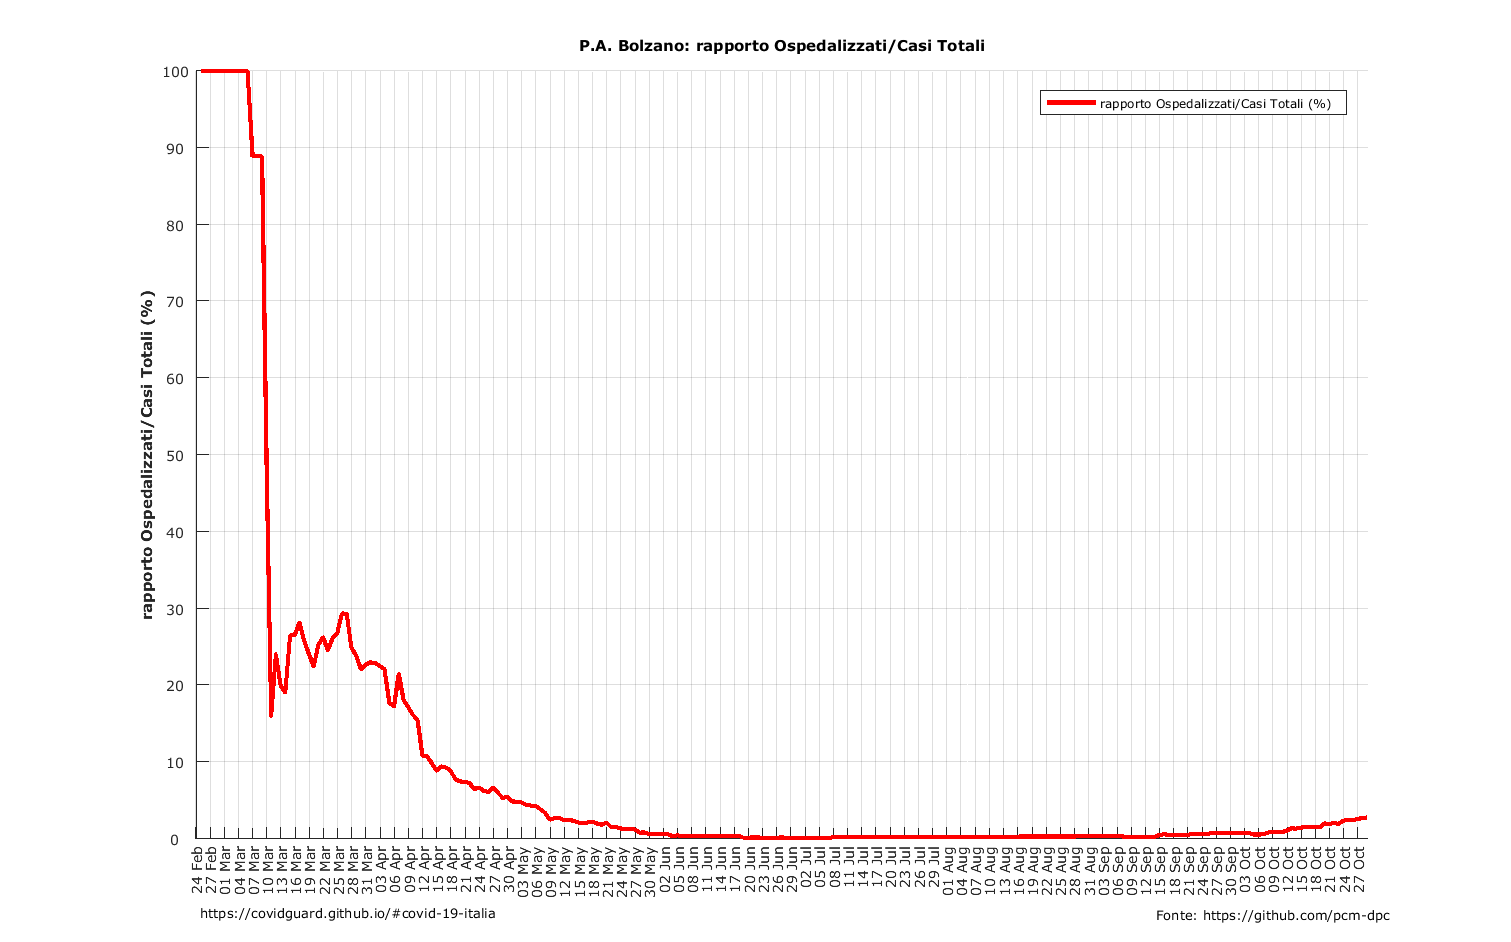 P.A. Bolzano: rapporto Ospedalizzati/Casi Totali
rapporto Ospedalizzati/Casi Totali (%)
rapporto Ospedalizzati/Casi Totali (%)
100
90
80
70
60
50
40
30
20
10
0
24 Feb
27 Feb
01 Mar
04 Mar
07 Mar
10 Mar
13 Mar
16 Mar
19 Mar
22 Mar
25 Mar
28 Mar
31 Mar
03 Apr
06 Apr
09 Apr
12 Apr
15 Apr
18 Apr
21 Apr
24 Apr
27 Apr
30 Apr
03 May
06 May
09 May
12 May
15 May
18 May
21 May
24 May
27 May
30 May
02 Jun
05 Jun
08 Jun
11 Jun
14 Jun
17 Jun
20 Jun
23 Jun
26 Jun
29 Jun
02 Jul
05 Jul
08 Jul
11 Jul
14 Jul
17 Jul
20 Jul
23 Jul
26 Jul
29 Jul
01 Aug
04 Aug
07 Aug
10 Aug
13 Aug
16 Aug
19 Aug
22 Aug
25 Aug
28 Aug
31 Aug
03 Sep
06 Sep
09 Sep
12 Sep
15 Sep
18 Sep
21 Sep
24 Sep
27 Sep
30 Sep
03 Oct
06 Oct
09 Oct
12 Oct
15 Oct
18 Oct
21 Oct
24 Oct
27 Oct
https://covidguard.github.io/#covid-19-italia
Fonte: https://github.com/pcm-dpc